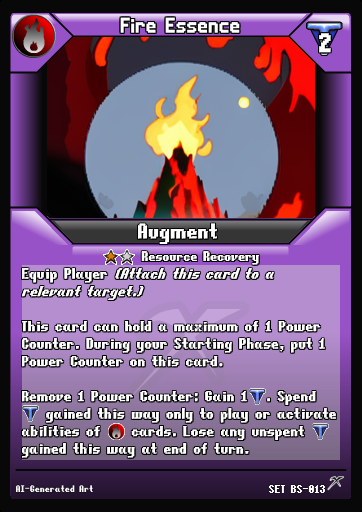 Fire Essence
2
Augment
Resource Recovery
Equip Player (Attach this card to a
relevant target.)
This card can hold a maximum of 1 Power
Counter. During your Starting Phase, put 1
Power Counter on this card.
Remove 1 Power Counter: Gain 1 . Spend
gained this way only to play or activate
abilities of cards. Lose any unspent
gained this way at end of turn.
AI-Generated Art
SET BS-013